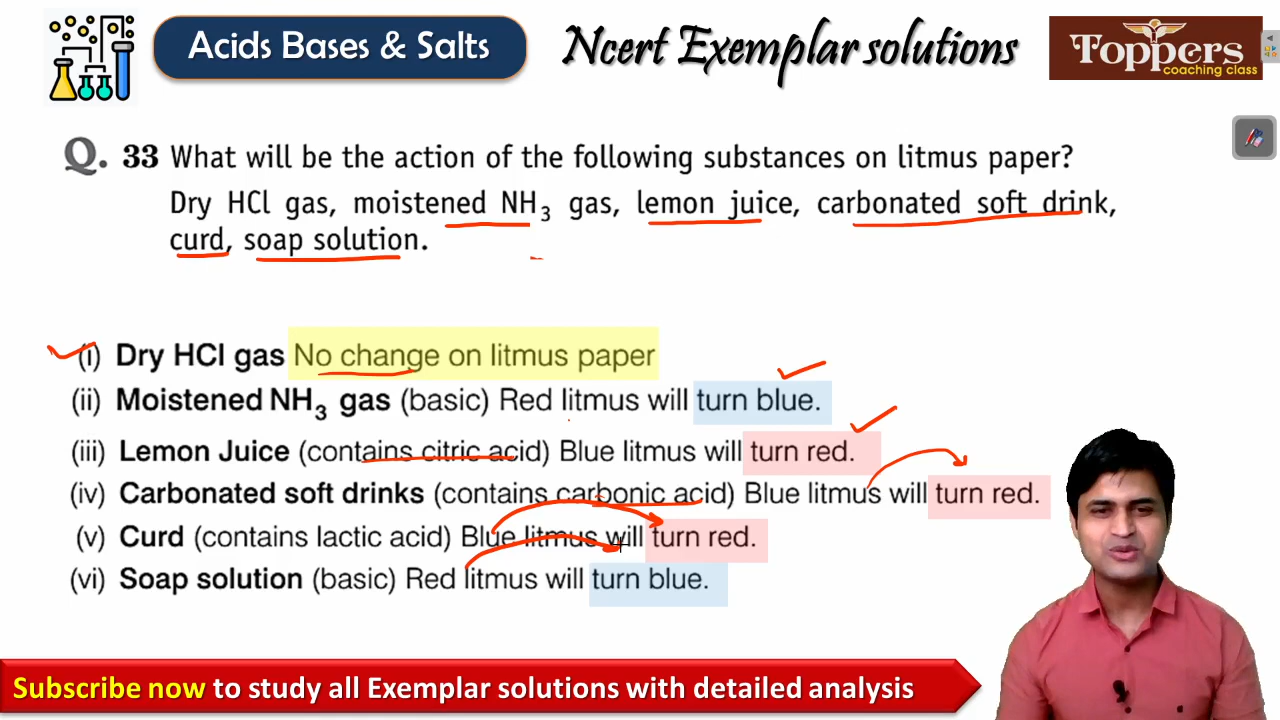 Acids Bases & Salts
Ncert Exemplar solutions
TOPPERS
coaching class
Q. 33 What will be the action of the following substances on litmus paper?
Dry HCl gas, moistened NH₃ gas, lemon juice, carbonated soft drink,
curd, soap solution.
(i) Dry HCl gas No change on litmus paper
(ii) Moistened NH₃ gas (basic) Red litmus will turn blue.
(iii) Lemon Juice (contains citric acid) Blue litmus will turn red.
(iv) Carbonated soft drinks (contains carbonic acid) Blue litmus will turn red.
(v) Curd (contains lactic acid) Blue litmus will turn red.
(vi) Soap solution (basic) Red litmus will turn blue.
Subscribe now to study all Exemplar solutions with detailed analysis